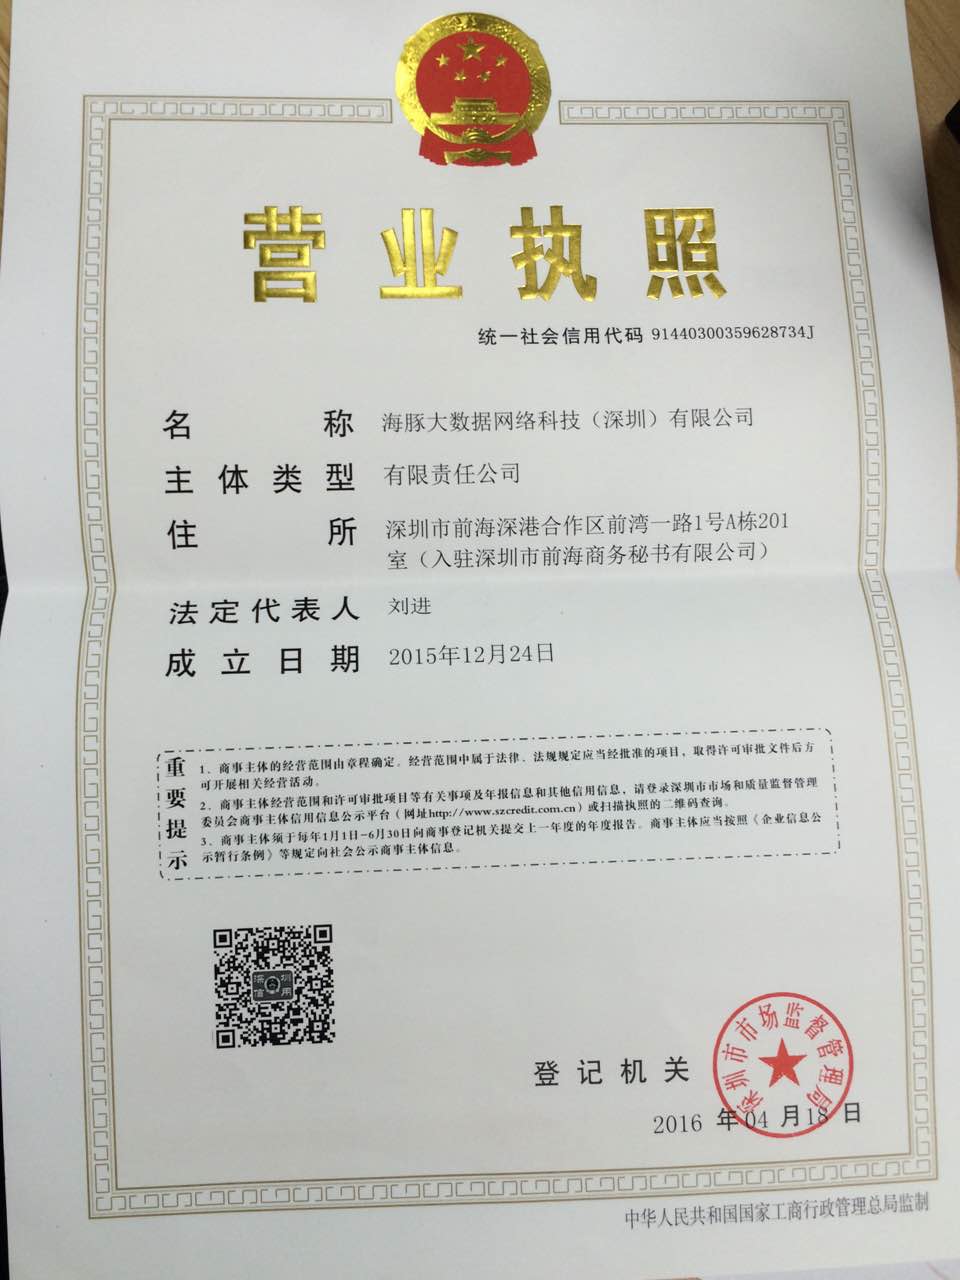 营业执照
统一社会信用代码 91440300359628734J
名称 海豚大数据网络科技（深圳）有限公司
主体类型 有限责任公司
住所 深圳市前海深港合作区前湾一路1号A栋201
室（入驻深圳市前海商务秘书有限公司）
法定代表人 刘进
成立日期 2015年12月24日
重要提示
1、商事主体的经营范围由章程确定。经营范围中属于法律、法规规定应当经批准的项目，取得许可审批文件后方
可开展相关经营活动。
2、商事主体经营范围和许可审批项目等有关事项及年报信息和其他信用信息，请登录深圳市市场和质量监督管理
委员会商事主体信用信息公示平台（网址http://www.szcredit.com.cn）或扫描执照的二维码查询。
3、商事主体须于每年1月1日-6月30日向商事登记机关提交上一年度的年度报告。商事主体应当按照《企业信息公
示暂行条例》等规定向社会公示商事主体信息。
深圳
信用
登记机关
深圳市市场监督管理局
2016 年04 月18 日
中华人民共和国国家工商行政管理总局监制